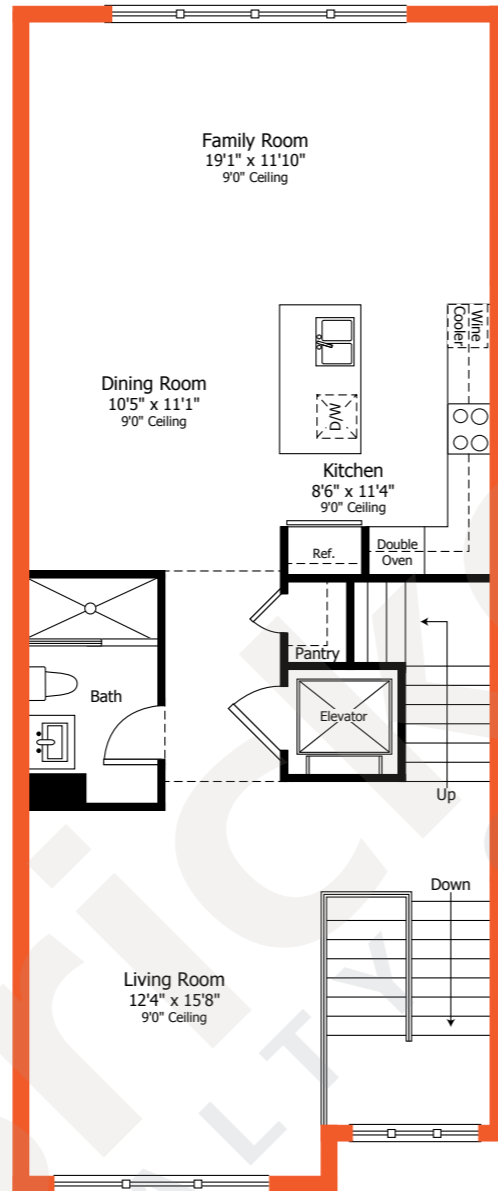 Family Room
19'1" x 11'10"
9'0" Ceiling
Wine
Cooler
Dining Room
10'5" x 11'1"
9'0" Ceiling
D/W
Kitchen
8'6" x 11'4"
9'0" Ceiling
Ref.
Double
Oven
Pantry
Bath
Elevator
Up
Down
Living Room
12'4" x 15'8"
9'0" Ceiling